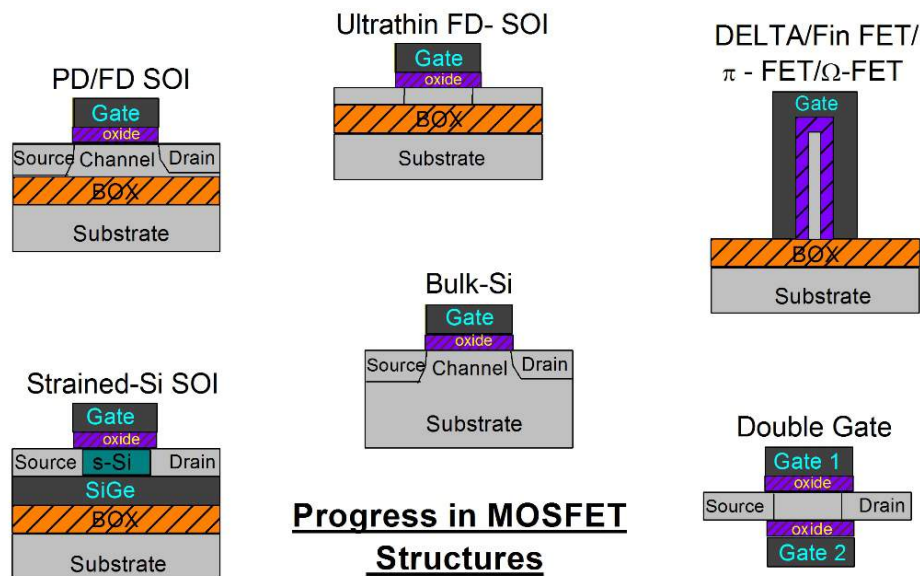 PD/FD SOI
Gate
oxide
Source Channel Drain
BOX
Substrate
Ultrathin FD- SOI
Gate
oxide
BOX
Substrate
DELTA/Fin FET/
π - FET/Ω-FET
Gate
BOX
Substrate
Bulk-Si
Gate
oxide
Source Channel Drain
Substrate
Strained-Si SOI
Gate
oxide
Source s-Si Drain
SiGe
BOX
Substrate
Double Gate
Gate 1
oxide
Source Drain
oxide
Gate 2
Progress in MOSFET
Structures